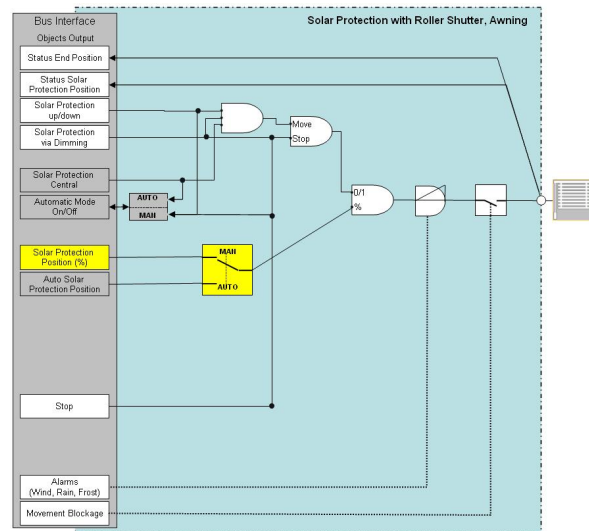 Bus Interface
Solar Protection with Roller Shutter, Awning
Objects Output
Status End Position
Status Solar
Protection Position
Solar Protection
up/down
Solar Protection
via Dimming
Move
Stop
Solar Protection
Central
Automatic Mode
On/Off
AUTO
MAN
0/1
%
Solar Protection
Position (%)
MAN
AUTO
Auto Solar
Protection Position
Stop
Alarms
(Wind, Rain, Frost)
Movement Blockage